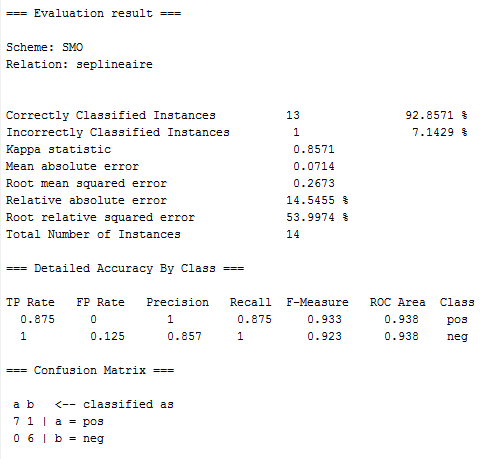 === Evaluation result ===
Scheme: SMO
Relation: seplineaire
Correctly Classified Instances          13               92.8571 %
Incorrectly Classified Instances         1                7.1429 %
Kappa statistic                          0.8571
Mean absolute error                      0.0714
Root mean squared error                  0.2673
Relative absolute error                 14.5455 %
Root relative squared error             53.9974 %
Total Number of Instances               14
=== Detailed Accuracy By Class ===
TP Rate   FP Rate   Precision   Recall  F-Measure   ROC Area  Class
  0.875     0          1         0.875     0.933      0.938    pos
  1         0.125      0.857     1         0.923      0.938    neg
=== Confusion Matrix ===
 a b   <-- classified as
 7 1 | a = pos
 0 6 | b = neg